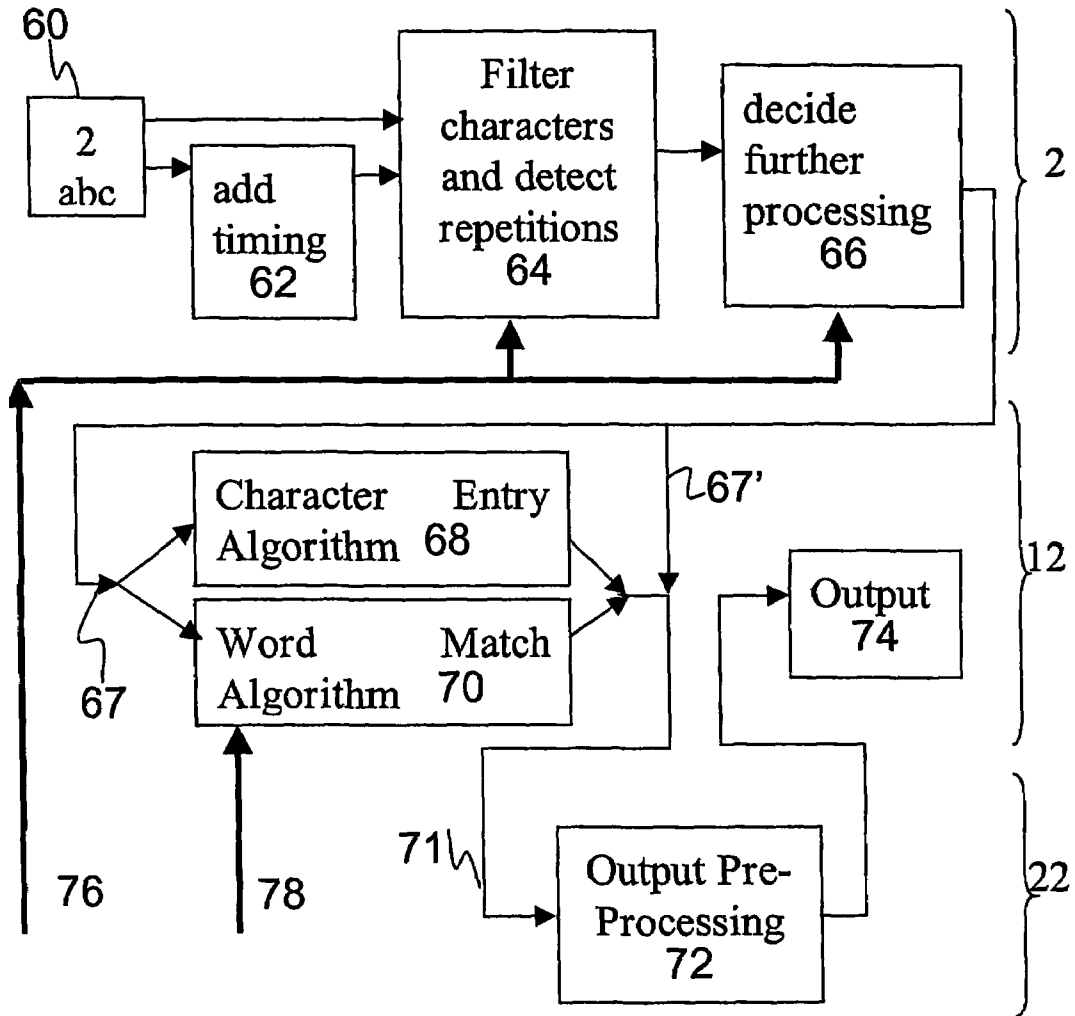 60
2
abc
add
timing
62
Filter
characters
and detect
repetitions
64
decide
further
processing
66
2
Character Entry
Algorithm 68
67'
67
Word Match
Algorithm 70
Output
74
12
71
Output Pre-
Processing
72
22
76
78